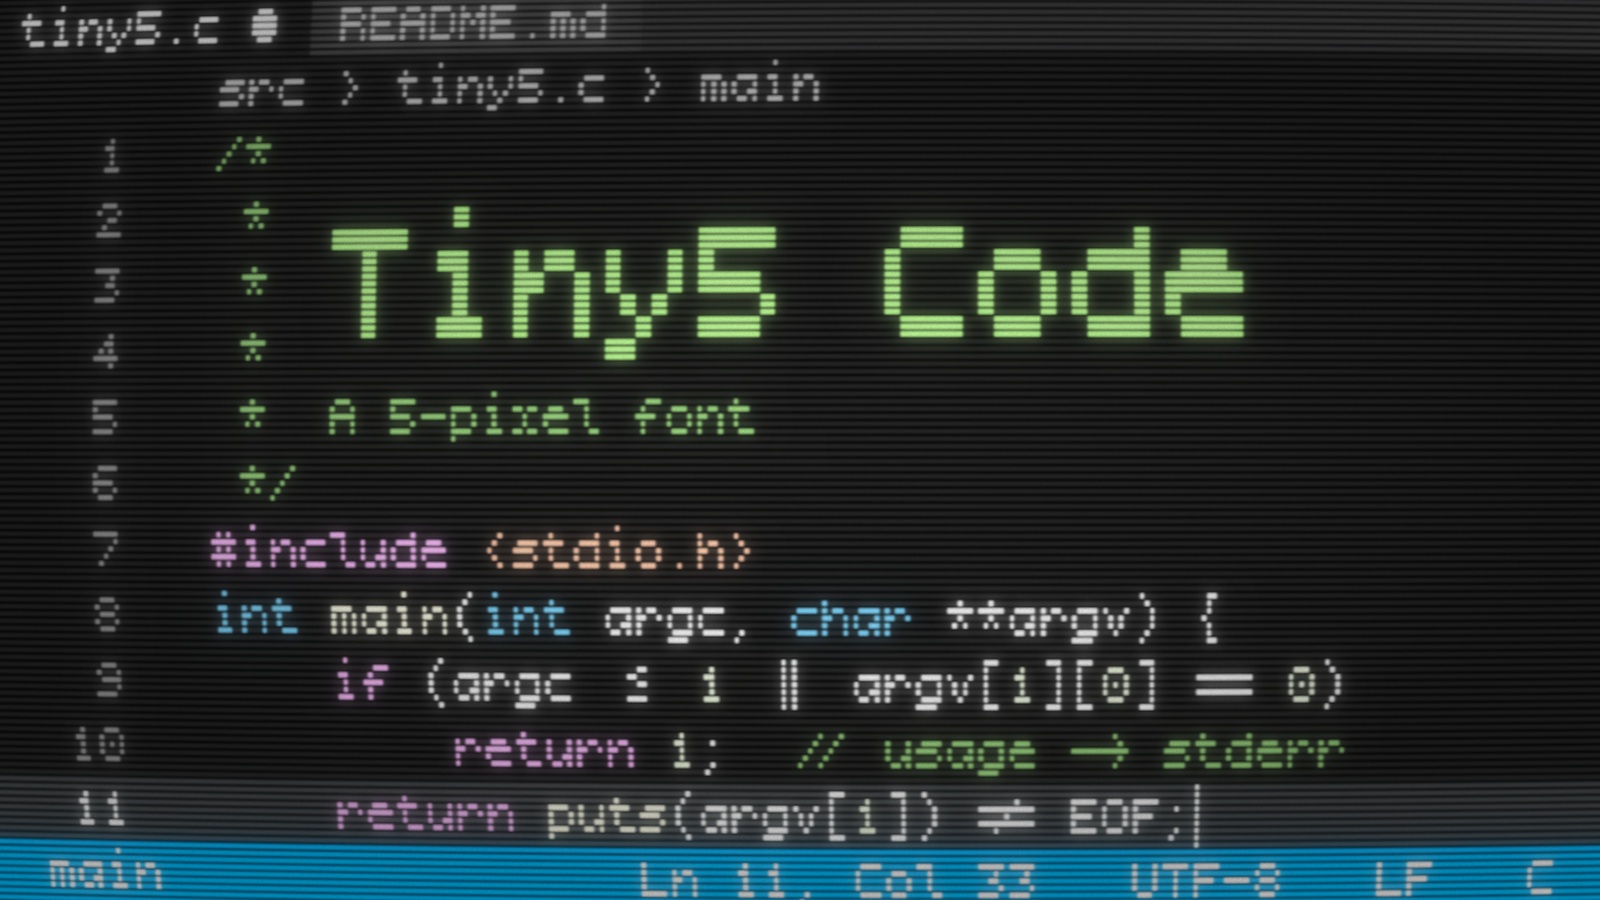 tiny5.c ● README.md
src 〉 tiny5.c 〉 main
1 /*
2 *
3 * Tiny5 Code
4 *
5 * A 5-pixel font
6 */
7 #include <stdio.h>
8 int main(int argc, char **argv) {
9 if (argc 1 || argv[1][0] == 0)
10 return 1; // usage -> stderr
11 return puts(argv[1]) != EOF;
main Ln 11, Col 33 UTF-8 LF C